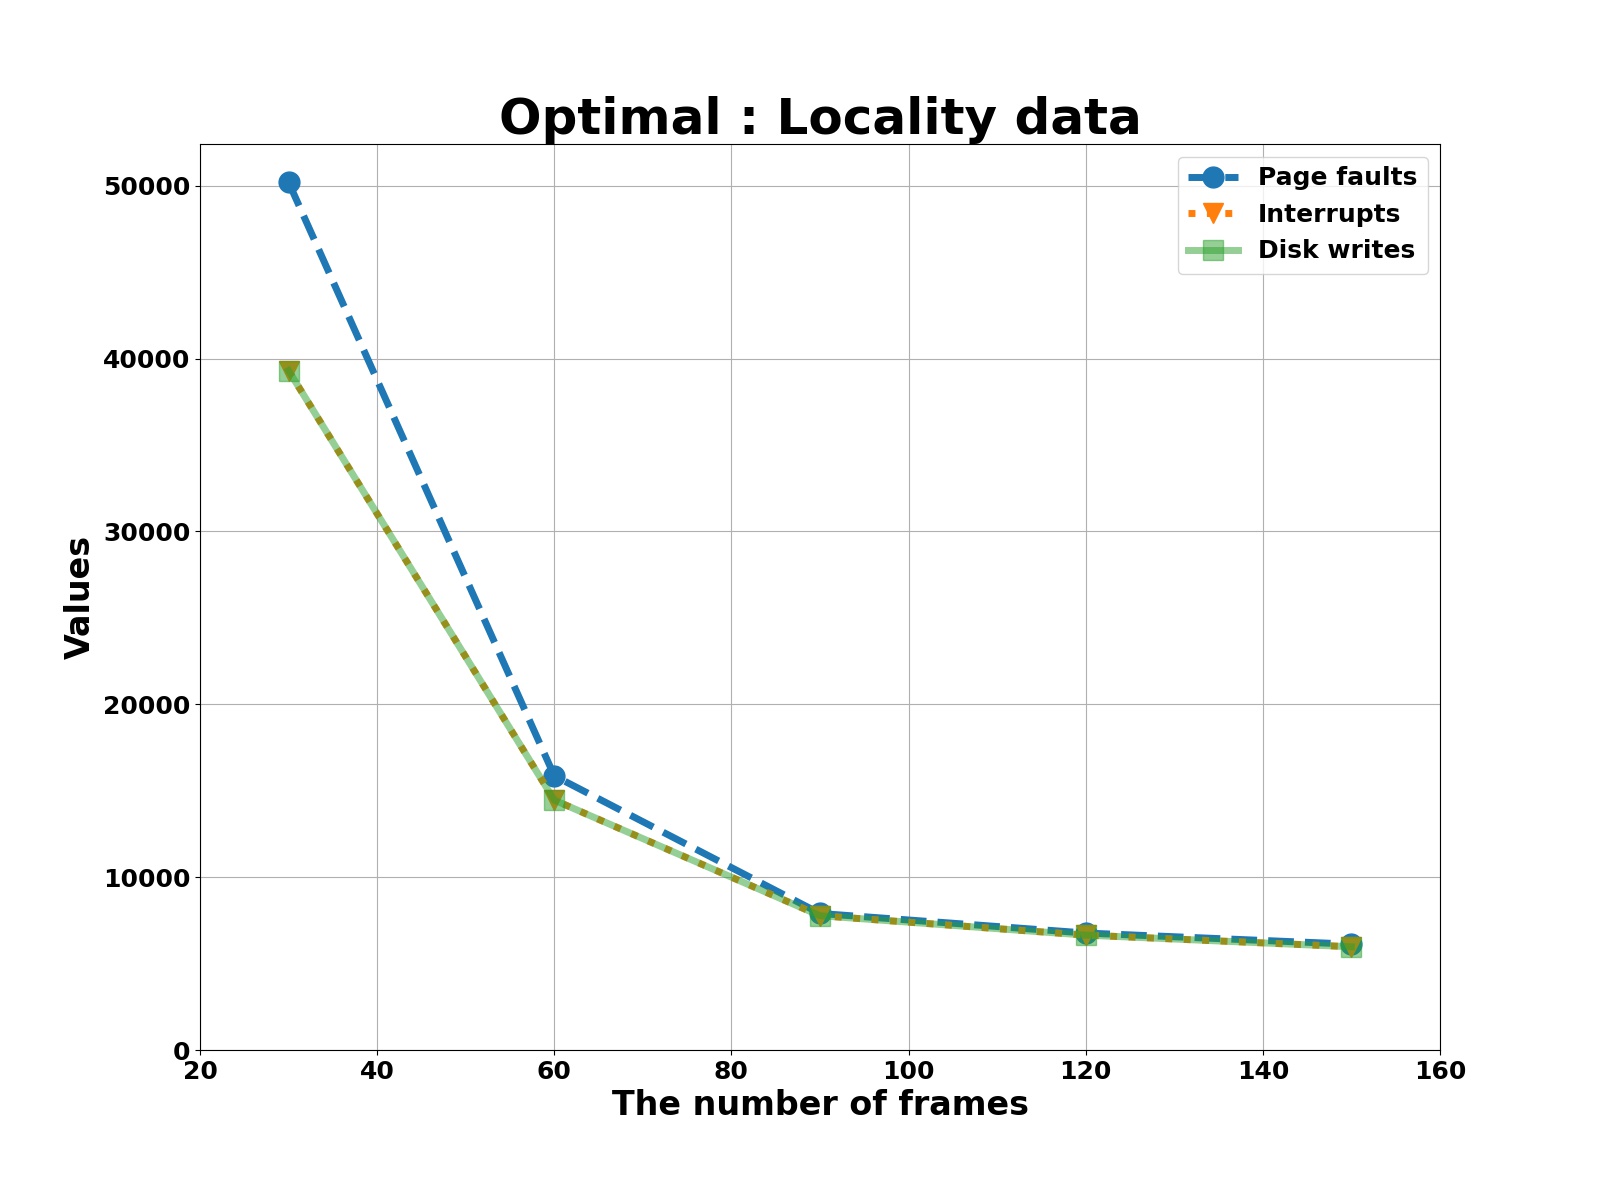 Optimal : Locality data
Page faults
Interrupts
Disk writes
50000
40000
30000
20000
10000
0
Values
20 40 60 80 100 120 140 160
The number of frames